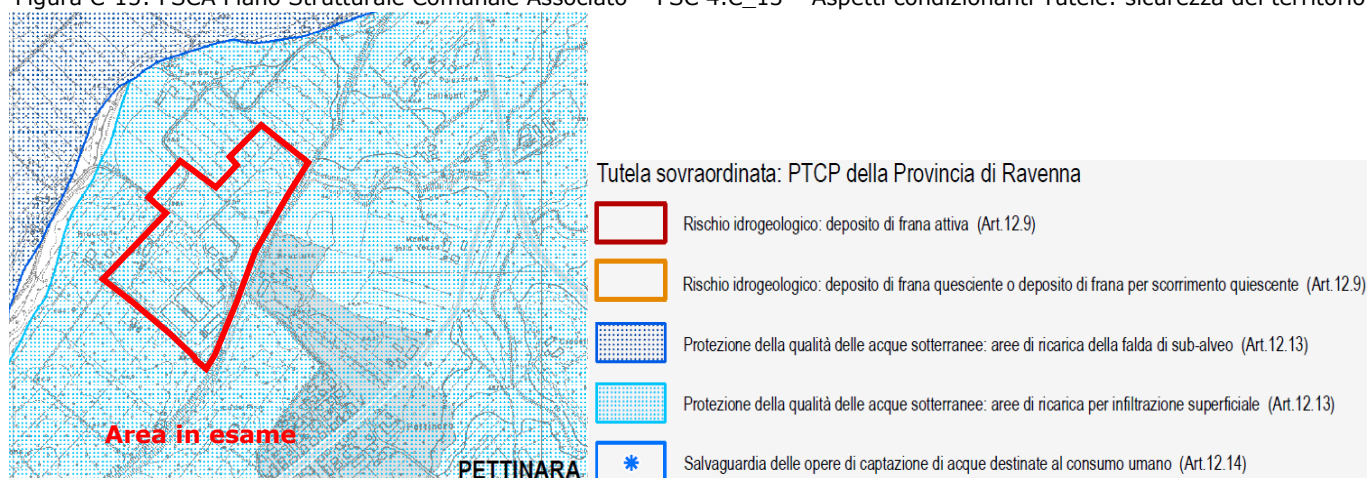 Figura C-15: PSCA Piano Strutturale Comunale Associato – PSC 4.C_15 – Aspetti condizionanti Tutele: sicurezza del territorio
Tutela sovraordinata: PTCP della Provincia di Ravenna
Rischio idrogeologico: deposito di frana attiva (Art.12.9)
Rischio idrogeologico: deposito di frana quesciente o deposito di frana per scorrimento quiescente (Art.12.9)
Protezione della qualità delle acque sotterranee: aree di ricarica della falda di sub-alveo (Art.12.13)
Protezione della qualità delle acque sotterranee: aree di ricarica per infiltrazione superficiale (Art.12.13)
Salvaguardia delle opere di captazione di acque destinate al consumo umano (Art.12.14)
Area in esame
PETTINARA